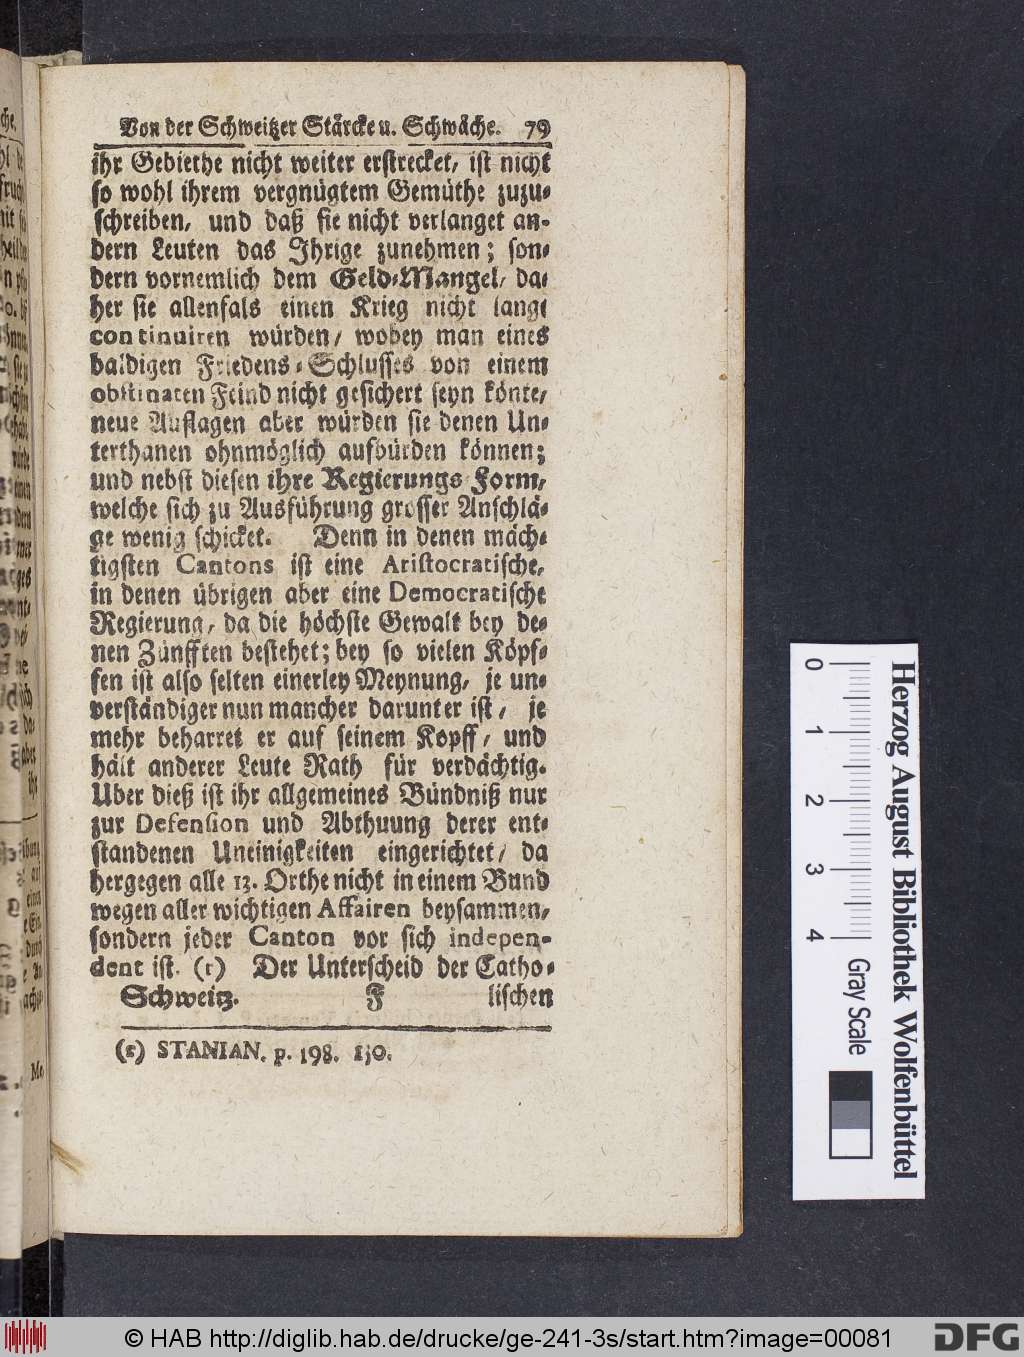 Von der Schweitzer Stärcke u. Schwäche. 79
ihr Gebiethe nicht weiter erstrecket, ist nicht
so wohl ihrem vergnügtem Gemüthe zuzu-
schreiben, und daß sie nicht verlanget an-
dern Leuten das Ihrige zunehmen; son-
dern vornemlich dem Geld-Mangel, da-
her sie allenfals einen Krieg nicht lange
continuiren würden, wobey man eines
baldigen Friedens-Schlusses von einem
obstinaten Feind nicht gesichert seyn könte,
neue Auflagen aber würden sie denen Un-
terthanen ohnmöglich aufbürden können;
und nebst diesen ihre Regierungs Form,
welche sich zu Ausführung grosser Anschlä-
ge wenig schicket. Denn in denen mäch-
tigsten Cantons ist eine Aristocratische,
in denen übrigen aber eine Democratische
Regierung, da die höchste Gewalt bey de-
nen Zünfften bestehet; bey so vielen Köpf-
fen ist also selten einerley Meynung, je un-
verständiger nun mancher darunter ist, je
mehr beharret er auf seinem Kopff, und
hält anderer Leute Rath für verdächtig.
Uber dieß ist ihr allgemeines Bündniß nur
zur Defension und Abthuung derer ent-
standenen Uneinigkeiten eingerichtet, da
hergegen alle 13. Orthe nicht in einem Bund
wegen aller wichtigen Affairen beysammen,
sondern jeder Canton vor sich indepen-
dent ist. (r) Der Unterscheid der Catho-
Schweitz. F lischen
(r) STANIAN. p. 198. 130.
0 1 2 3 4 Gray Scale
Herzog August Bibliothek Wolfenbüttel
© HAB http://diglib.hab.de/drucke/ge-241-3s/start.htm?image=00081
DFG